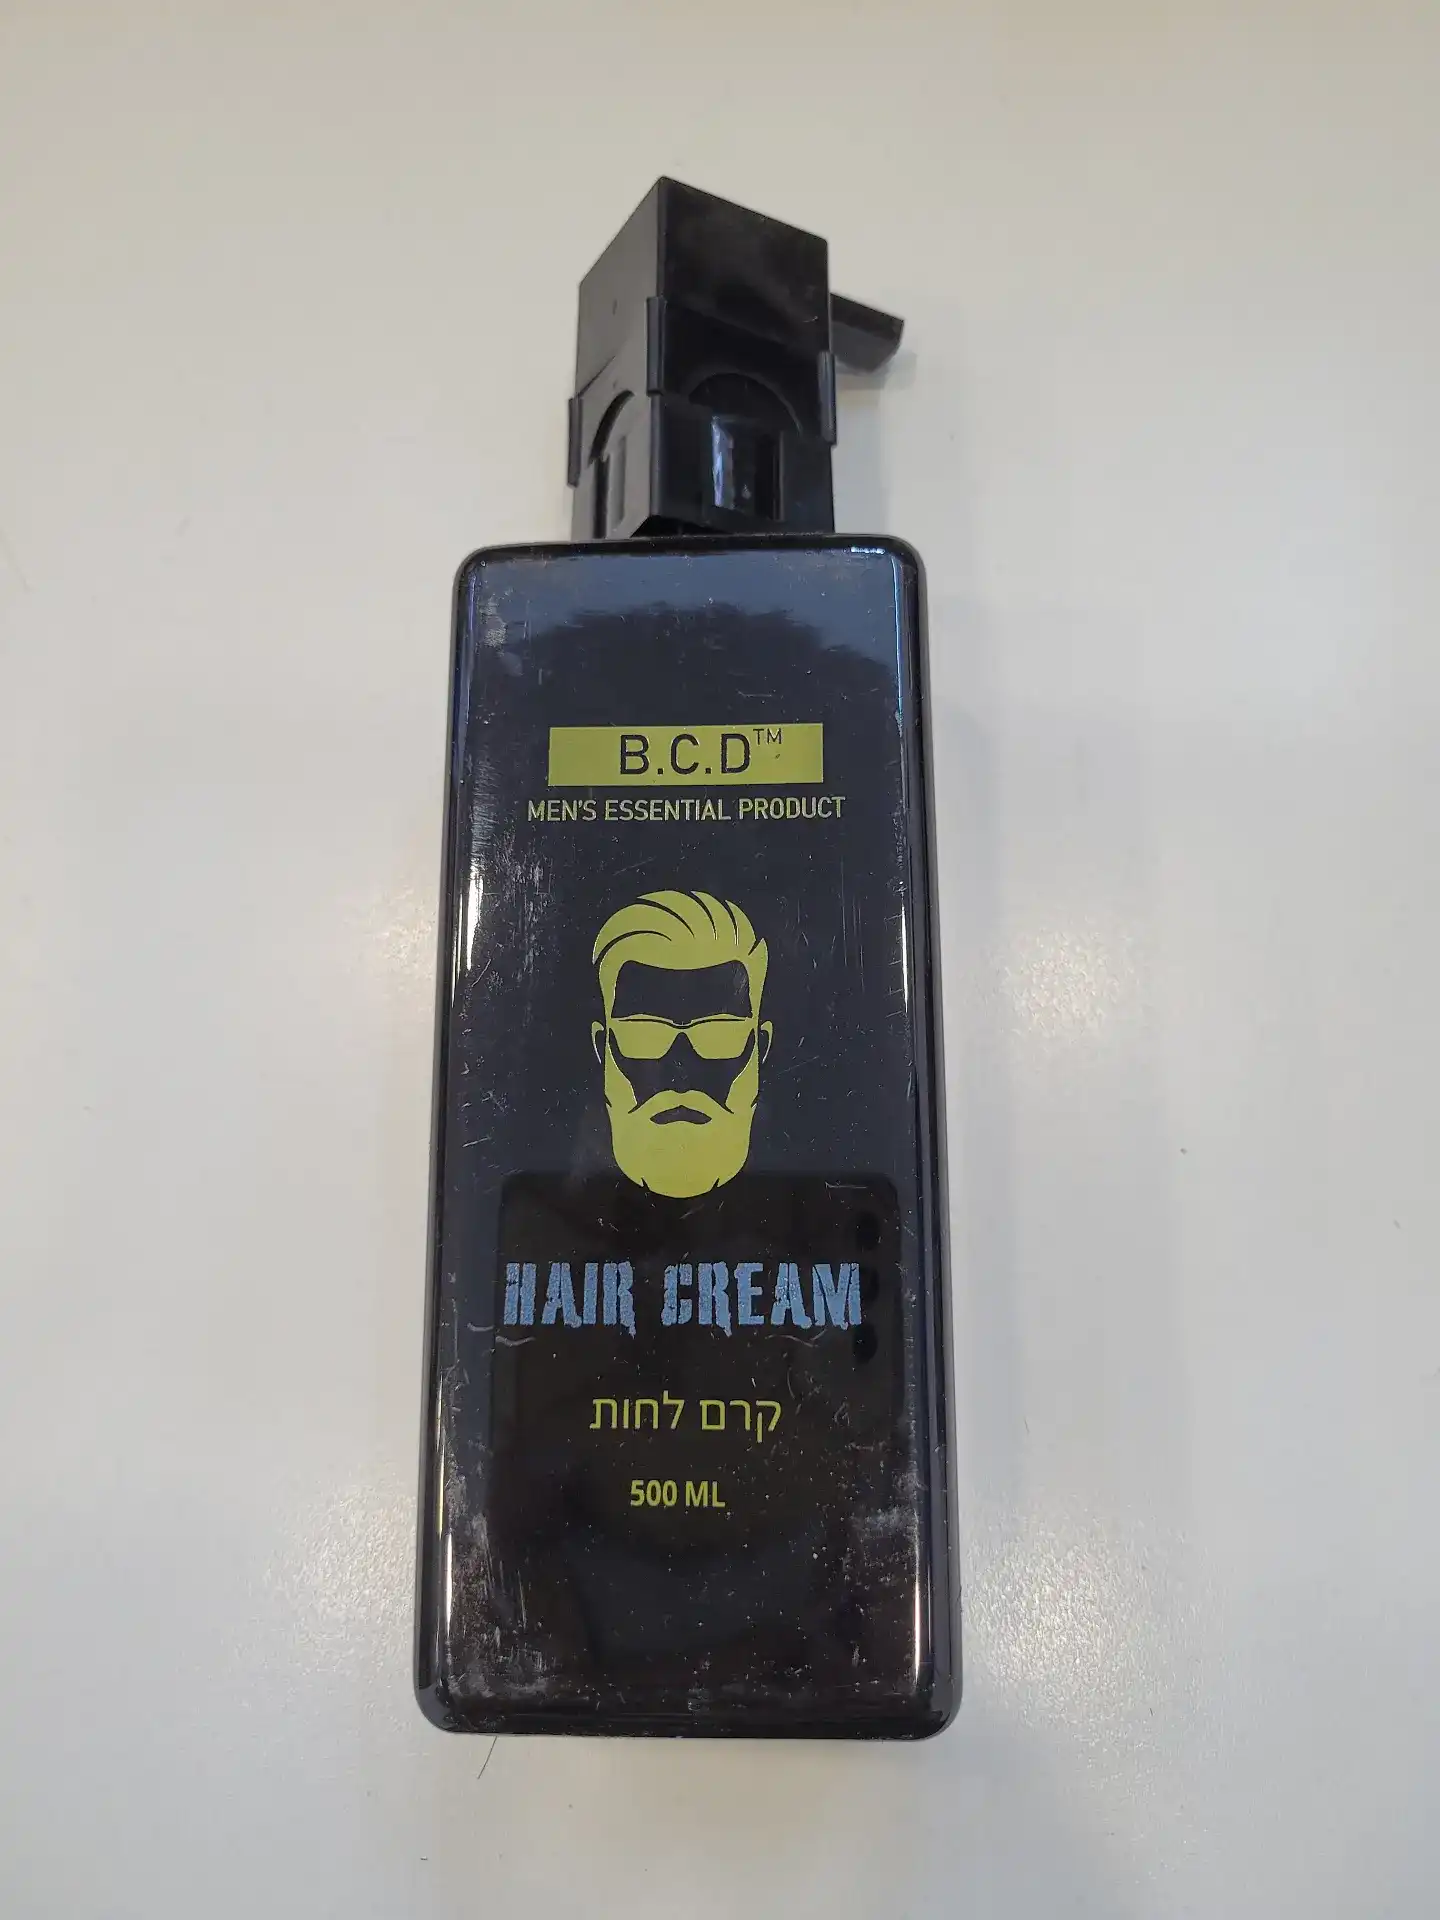 B.C.D™
MEN'S ESSENTIAL PRODUCT
HAIR CREAM
קרם לחות
500 ML